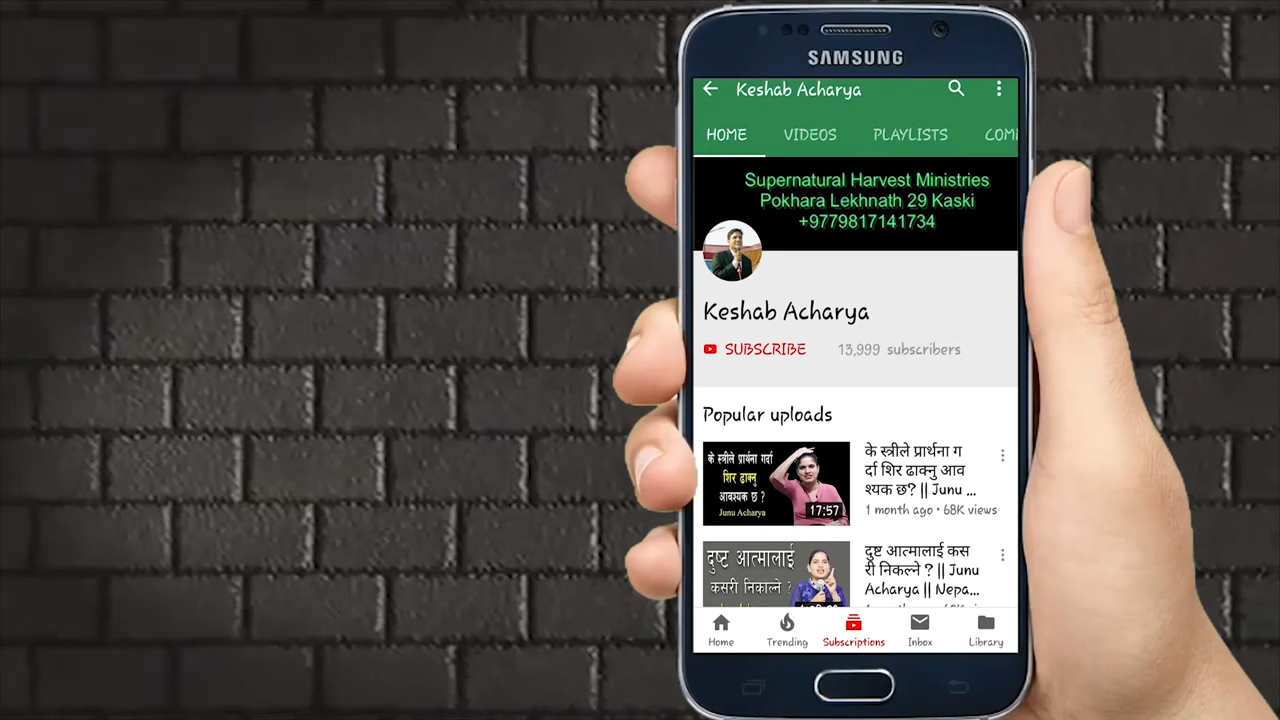 SAMSUNG
Keshab Acharya
HOME VIDEOS PLAYLISTS COM
Supernatural Harvest Ministries
Pokhara Lekhnath 29 Kaski
+9779817141734
Keshab Acharya
SUBSCRIBE 13,999 subscribers
Popular uploads
के स्त्रीले प्रार्थना गर्दा
शिर ढाक्नु
आवश्यक छ ?
Junu Acharya
17:57
के स्त्रीले प्रार्थना ग
र्दा शिर ढाक्नु आव
श्यक छ? || Junu ...
1 month ago • 68K views
दुष्ट आत्मालाई
कसरी निकाल्ने ?
दुष्ट आत्मालाई कस
री निकल्ने ? || Junu
Acharya || Nepa...
Home Trending Subscriptions Inbox Library